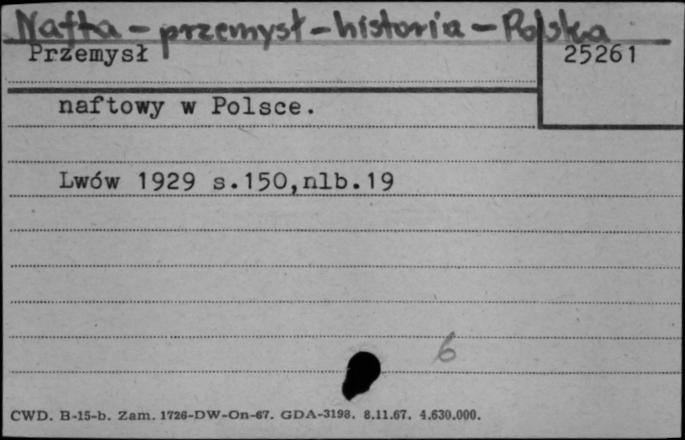 Nafta - przemysł - historia - Polska
Przemysł
25261
naftowy w Polsce.
Lwów 1929 s.150,nlb.19
6
CWD. B-15-b. Zam. 1726-DW-On-67. GDA-3198. 8.11.67. 4.630.000.